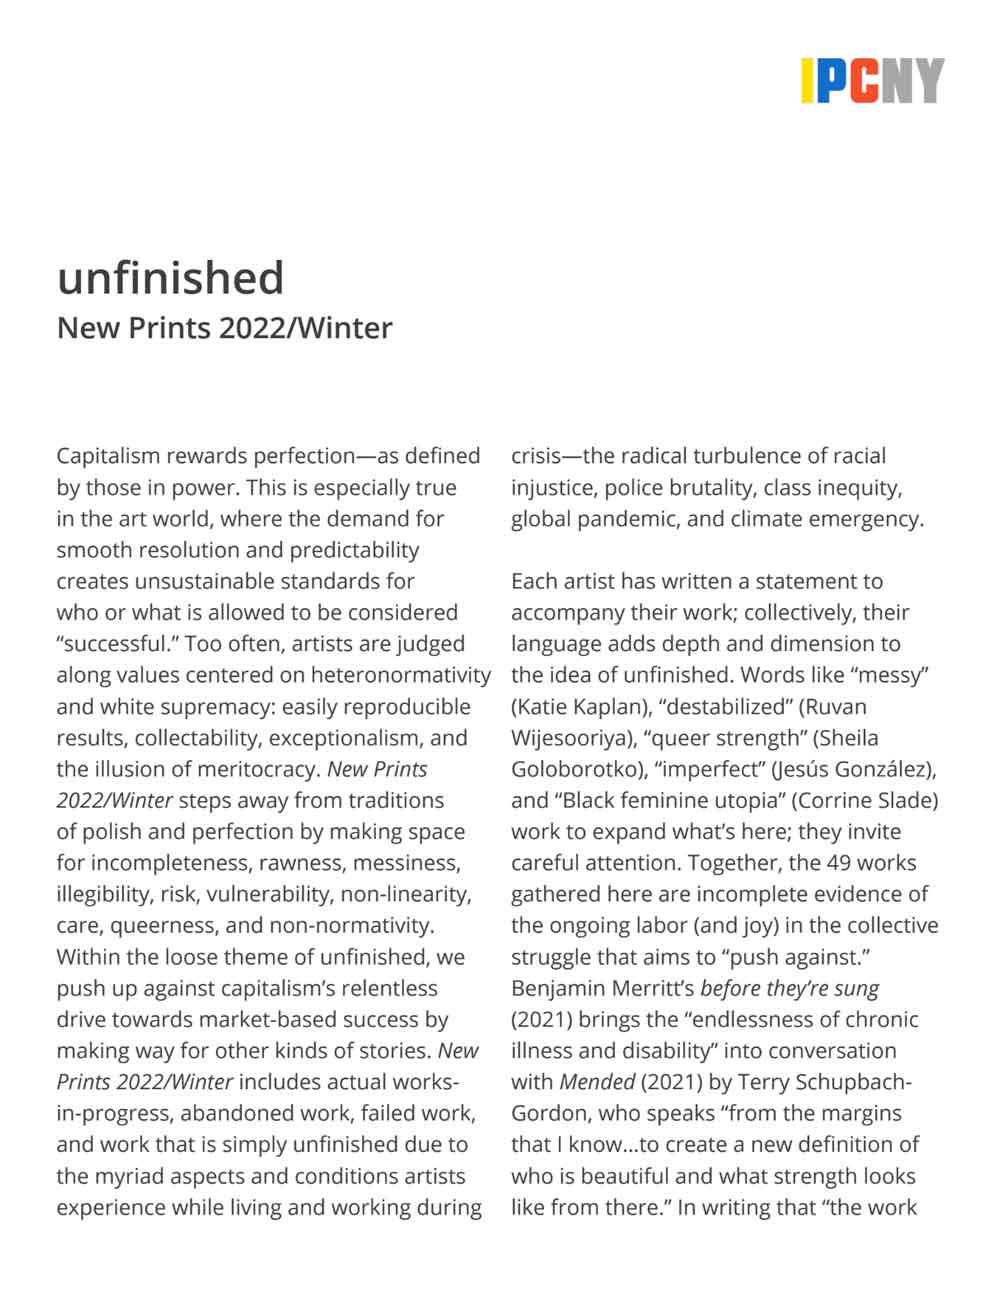 IPCNY
unfinished
New Prints 2022/Winter
Capitalism rewards perfection—as defined
by those in power. This is especially true
in the art world, where the demand for
smooth resolution and predictability
creates unsustainable standards for
who or what is allowed to be considered
“successful.” Too often, artists are judged
along values centered on heteronormativity
and white supremacy: easily reproducible
results, collectability, exceptionalism, and
the illusion of meritocracy. New Prints
2022/Winter steps away from traditions
of polish and perfection by making space
for incompleteness, rawness, messiness,
illegibility, risk, vulnerability, non-linearity,
care, queerness, and non-normativity.
Within the loose theme of unfinished, we
push up against capitalism’s relentless
drive towards market-based success by
making way for other kinds of stories. New
Prints 2022/Winter includes actual works-
in-progress, abandoned work, failed work,
and work that is simply unfinished due to
the myriad aspects and conditions artists
experience while living and working during
crisis—the radical turbulence of racial
injustice, police brutality, class inequity,
global pandemic, and climate emergency.
Each artist has written a statement to
accompany their work; collectively, their
language adds depth and dimension to
the idea of unfinished. Words like “messy”
(Katie Kaplan), “destabilized” (Ruvan
Wijesooriya), “queer strength” (Sheila
Goloborotko), “imperfect” (Jesús González),
and “Black feminine utopia” (Corrine Slade)
work to expand what’s here; they invite
careful attention. Together, the 49 works
gathered here are incomplete evidence of
the ongoing labor (and joy) in the collective
struggle that aims to “push against.”
Benjamin Merritt’s before they’re sung
(2021) brings the “endlessness of chronic
illness and disability” into conversation
with Mended (2021) by Terry Schupbach-
Gordon, who speaks “from the margins
that I know…to create a new definition of
who is beautiful and what strength looks
like from there.” In writing that “the work